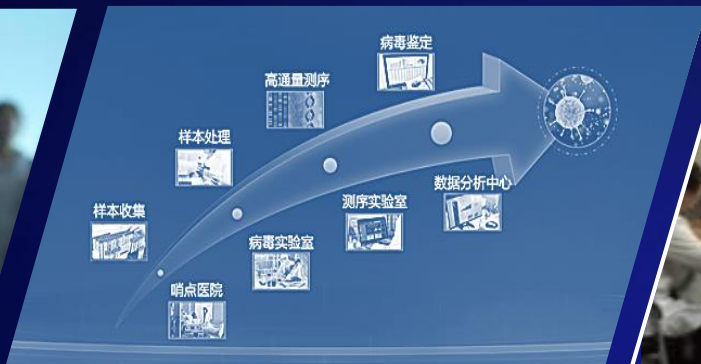 病毒鉴定
高通量测序
样本处理
数据分析中心
测序实验室
样本收集
病毒实验室
哨点医院